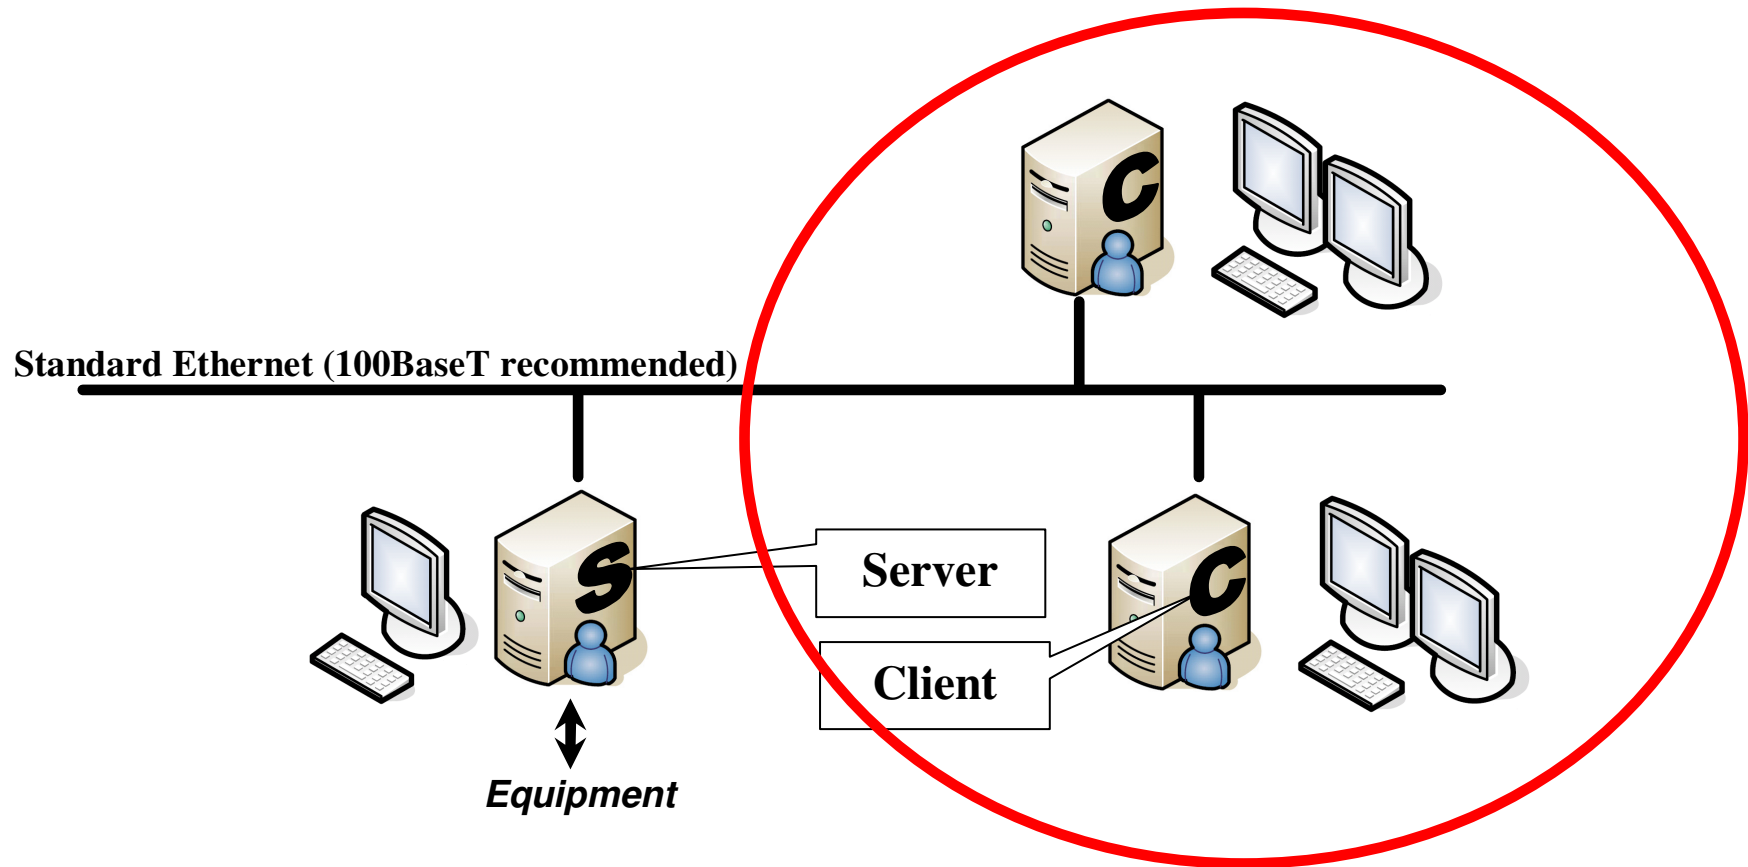 C
Standard Ethernet (100BaseT recommended)
S
Server
C
Client
Equipment